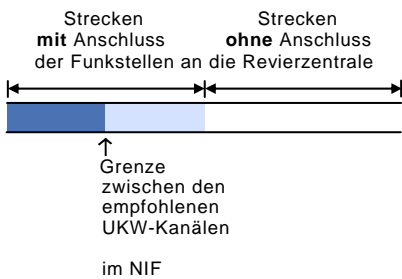 Strecken Strecken
mit Anschluss ohne Anschluss
der Funkstellen an die Revierzentrale
Grenze
zwischen den
empfohlenen
UKW-Kanälen
im NIF